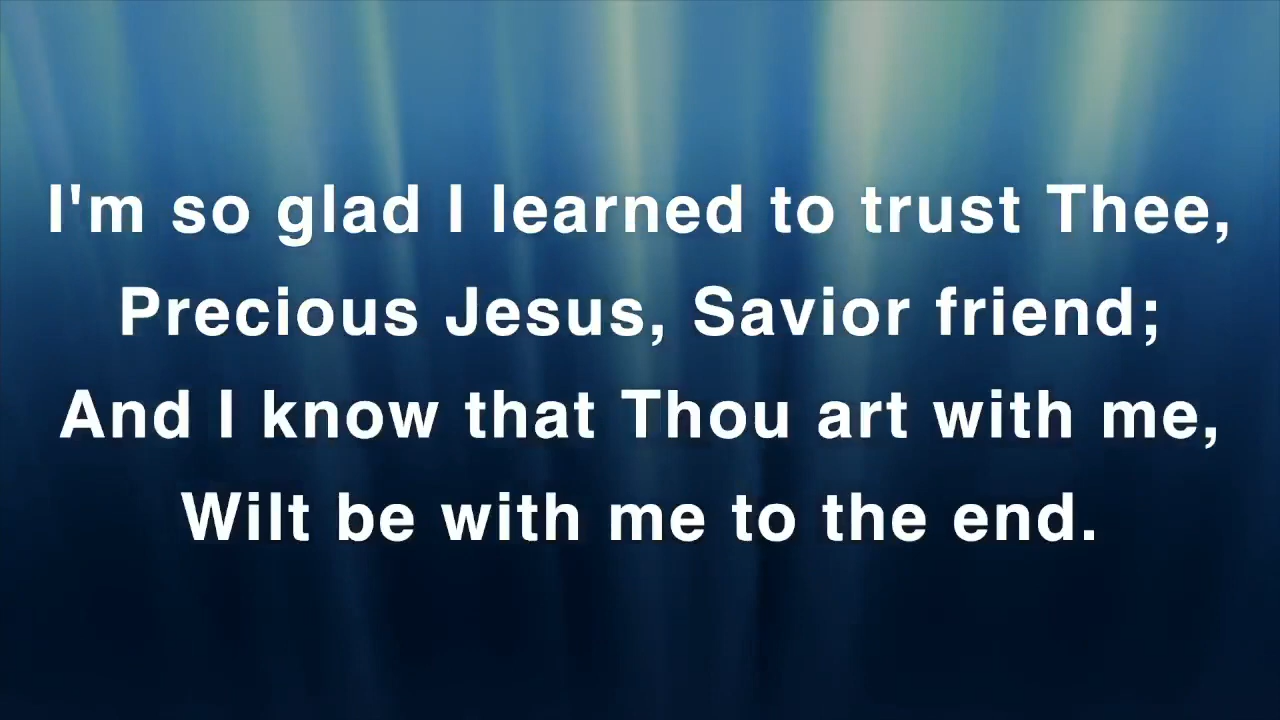 I'm so glad I learned to trust Thee,
Precious Jesus, Savior friend;
And I know that Thou art with me,
Wilt be with me to the end.